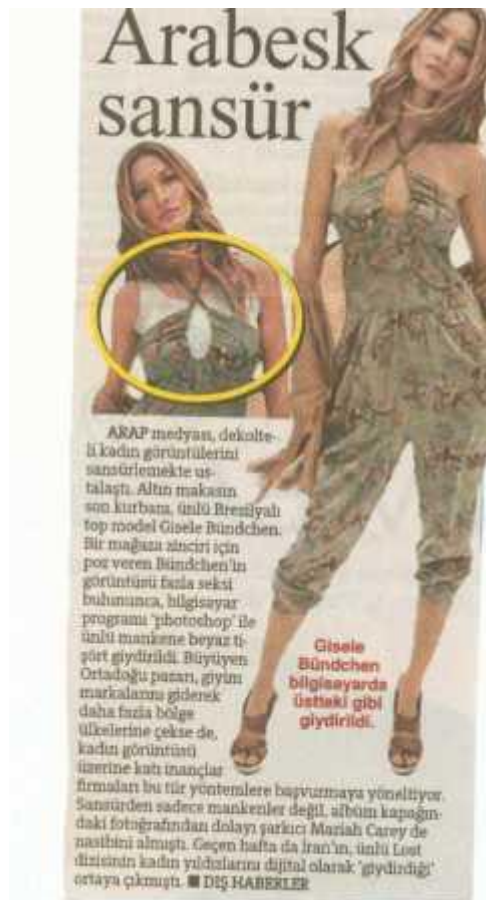 Arabesk
sansür
ARAP medyası, dekolte-
li kadın görüntülerini
sansürlemekte us-
talaştı. Altın makasın
son kurbanı, ünlü Brezilyalı
top model Gisele Bündchen.
Bir mağaza zinciri için
poz veren Bündchen'in
görüntüsü fazla seksi
bulununca, bilgisayar
programı 'photoshop' ile
ünlü mankene beyaz ti-
şört giydirildi. Büyüyen
Ortadoğu pazarı, giyim
markalarını giderek
daha fazla bölge
ülkelerine çekse de,
kadın görüntüsü
üzerine katı inançlar
firmaları bu tür yöntemlere başvurmaya yöneltiyor.
Sansürden sadece mankenler değil, albüm kapağın-
daki fotoğrafından dolayı şarkıcı Mariah Carey de
nasibini almıştı. Geçen hafta da İran'ın, ünlü Lost
dizisinin kadın yıldızlarını dijital olarak 'giydirdiği'
ortaya çıkmıştı. ■ DIŞ HABERLER
Gisele
Bündchen
bilgisayarda
üstteki gibi
giydirildi.